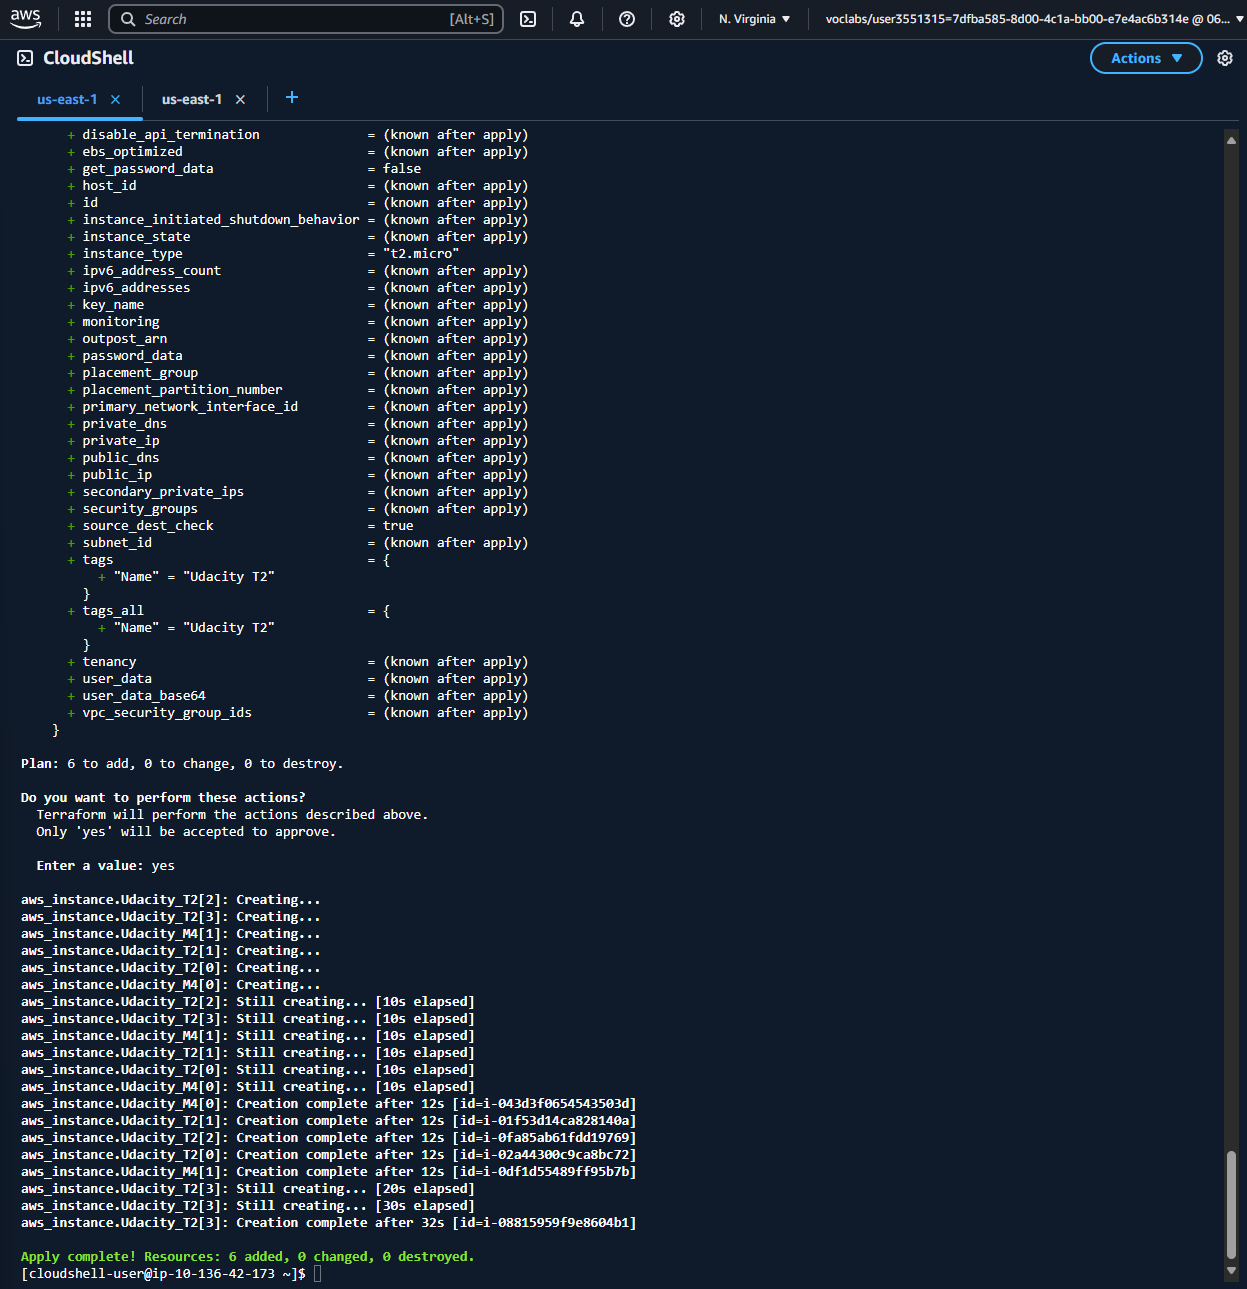 aws
Search [Alt+S]
N. Virginia
voclabs/user3551315=7dfba585-8d00-4c1a-bb00-e7e4ac6b314e @ 06...
CloudShell
Actions
us-east-1
us-east-1
+ disable_api_termination = (known after apply)
+ ebs_optimized = (known after apply)
+ get_password_data = false
+ host_id = (known after apply)
+ id = (known after apply)
+ instance_initiated_shutdown_behavior = (known after apply)
+ instance_state = (known after apply)
+ instance_type = "t2.micro"
+ ipv6_address_count = (known after apply)
+ ipv6_addresses = (known after apply)
+ key_name = (known after apply)
+ monitoring = (known after apply)
+ outpost_arn = (known after apply)
+ password_data = (known after apply)
+ placement_group = (known after apply)
+ placement_partition_number = (known after apply)
+ primary_network_interface_id = (known after apply)
+ private_dns = (known after apply)
+ private_ip = (known after apply)
+ public_dns = (known after apply)
+ public_ip = (known after apply)
+ secondary_private_ips = (known after apply)
+ security_groups = (known after apply)
+ source_dest_check = true
+ subnet_id = (known after apply)
+ tags = {
+ "Name" = "Udacity T2"
}
+ tags_all = {
+ "Name" = "Udacity T2"
}
+ tenancy = (known after apply)
+ user_data = (known after apply)
+ user_data_base64 = (known after apply)
+ vpc_security_group_ids = (known after apply)
}
Plan: 6 to add, 0 to change, 0 to destroy.
Do you want to perform these actions?
Terraform will perform the actions described above.
Only 'yes' will be accepted to approve.
Enter a value: yes
aws_instance.Udacity_T2[2]: Creating...
aws_instance.Udacity_T2[3]: Creating...
aws_instance.Udacity_M4[1]: Creating...
aws_instance.Udacity_T2[1]: Creating...
aws_instance.Udacity_T2[0]: Creating...
aws_instance.Udacity_M4[0]: Creating...
aws_instance.Udacity_T2[2]: Still creating... [10s elapsed]
aws_instance.Udacity_T2[3]: Still creating... [10s elapsed]
aws_instance.Udacity_M4[1]: Still creating... [10s elapsed]
aws_instance.Udacity_T2[1]: Still creating... [10s elapsed]
aws_instance.Udacity_T2[0]: Still creating... [10s elapsed]
aws_instance.Udacity_M4[0]: Still creating... [10s elapsed]
aws_instance.Udacity_M4[0]: Creation complete after 12s [id=i-043d3f0654543503d]
aws_instance.Udacity_T2[1]: Creation complete after 12s [id=i-01f53d14ca828140a]
aws_instance.Udacity_T2[2]: Creation complete after 12s [id=i-0fa85ab61fdd19769]
aws_instance.Udacity_T2[0]: Creation complete after 12s [id=i-02a44300c9ca8bc72]
aws_instance.Udacity_M4[1]: Creation complete after 12s [id=i-0df1d55489ff95b7b]
aws_instance.Udacity_T2[3]: Still creating... [20s elapsed]
aws_instance.Udacity_T2[3]: Still creating... [30s elapsed]
aws_instance.Udacity_T2[3]: Creation complete after 32s [id=i-08815959f9e8604b1]
Apply complete! Resources: 6 added, 0 changed, 0 destroyed.
[cloudshell-user@ip-10-136-42-173 ~]$